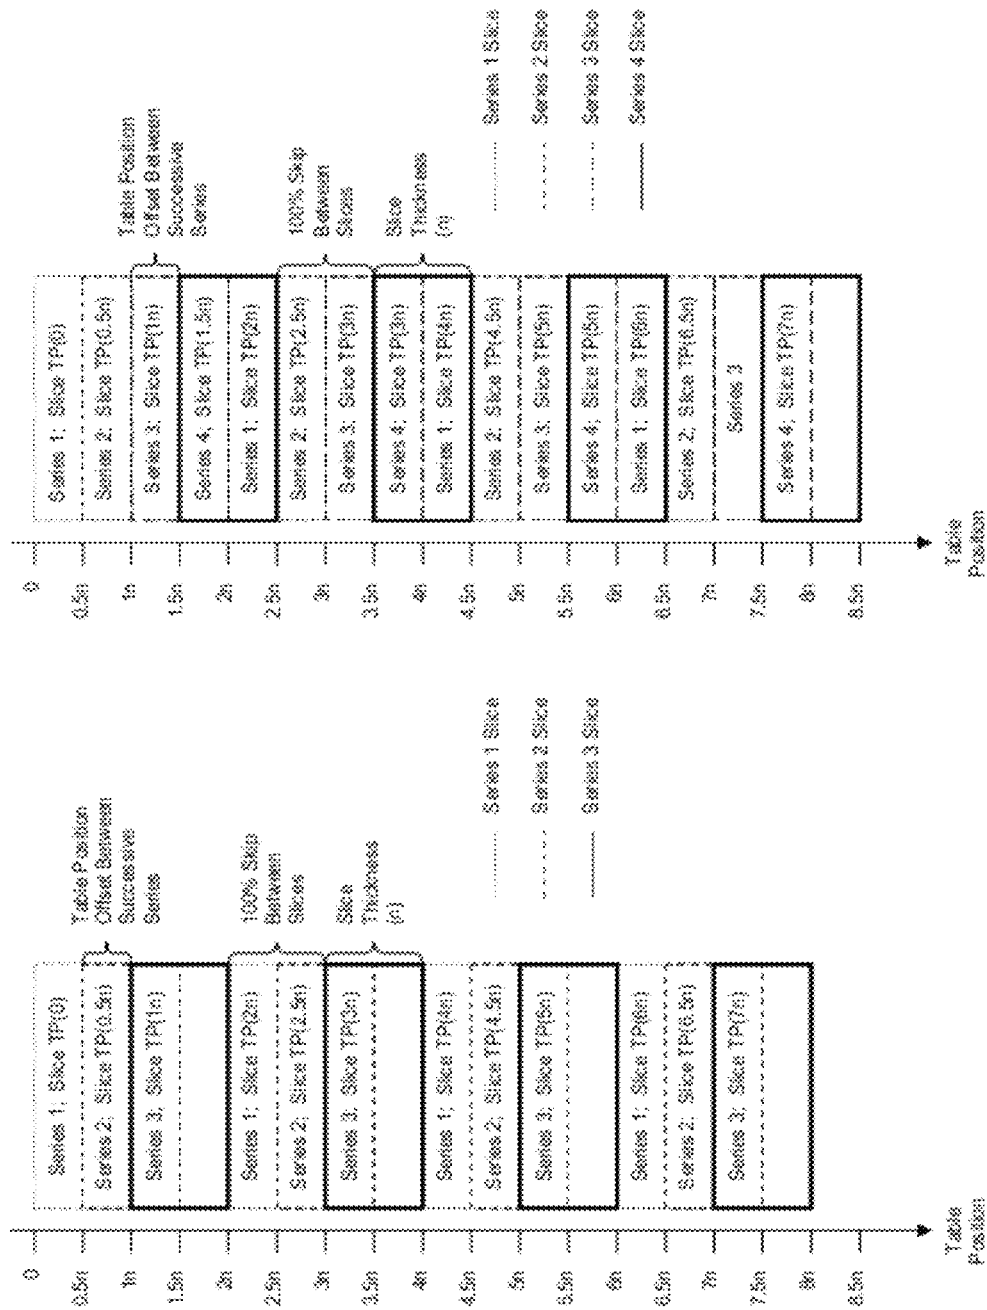 0
0.5n
1n
1.5n
2n
2.5n
3n
3.5n
4n
4.5n
5n
5.5n
6n
6.5n
7n
7.5n
8n
8.5n
Table
Position
Series 1; Slice TP(0)
Series 2; Slice TP(0.5n)
Series 3; Slice TP(1n)
Series 1; Slice TP(2n)
Series 2; Slice TP(2.5n)
Series 3; Slice TP(3n)
Series 1; Slice TP(4n)
Series 2; Slice TP(4.5n)
Series 3; Slice TP(5n)
Series 1; Slice TP(6n)
Series 2; Slice TP(6.5n)
Series 3; Slice TP(7n)
Table Position
Offset Between
Successive
Series
100% Skip
Between
Slices
Slice
Thickness
(n)
Series 1 Slice
Series 2 Slice
Series 3 Slice
0
0.5n
1n
1.5n
2n
2.5n
3n
3.5n
4n
4.5n
5n
5.5n
6n
6.5n
7n
7.5n
8n
8.5n
Table
Position
Series 1; Slice TP(0)
Series 2; Slice TP(0.5n)
Series 3; Slice TP(1n)
Series 4; Slice TP(1.5n)
Series 1; Slice TP(2n)
Series 2; Slice TP(2.5n)
Series 3; Slice TP(3n)
Series 4; Slice TP(3n)
Series 1; Slice TP(4n)
Series 2; Slice TP(4.5n)
Series 3; Slice TP(5n)
Series 4; Slice TP(5n)
Series 1; Slice TP(6n)
Series 2; Slice TP(6.5n)
Series 3
Series 4; Slice TP(7n)
Table Position
Offset Between
Successive
Series
100% Skip
Between
Slices
Slice
Thickness
(n)
Series 1 Slice
Series 2 Slice
Series 3 Slice
Series 4 Slice